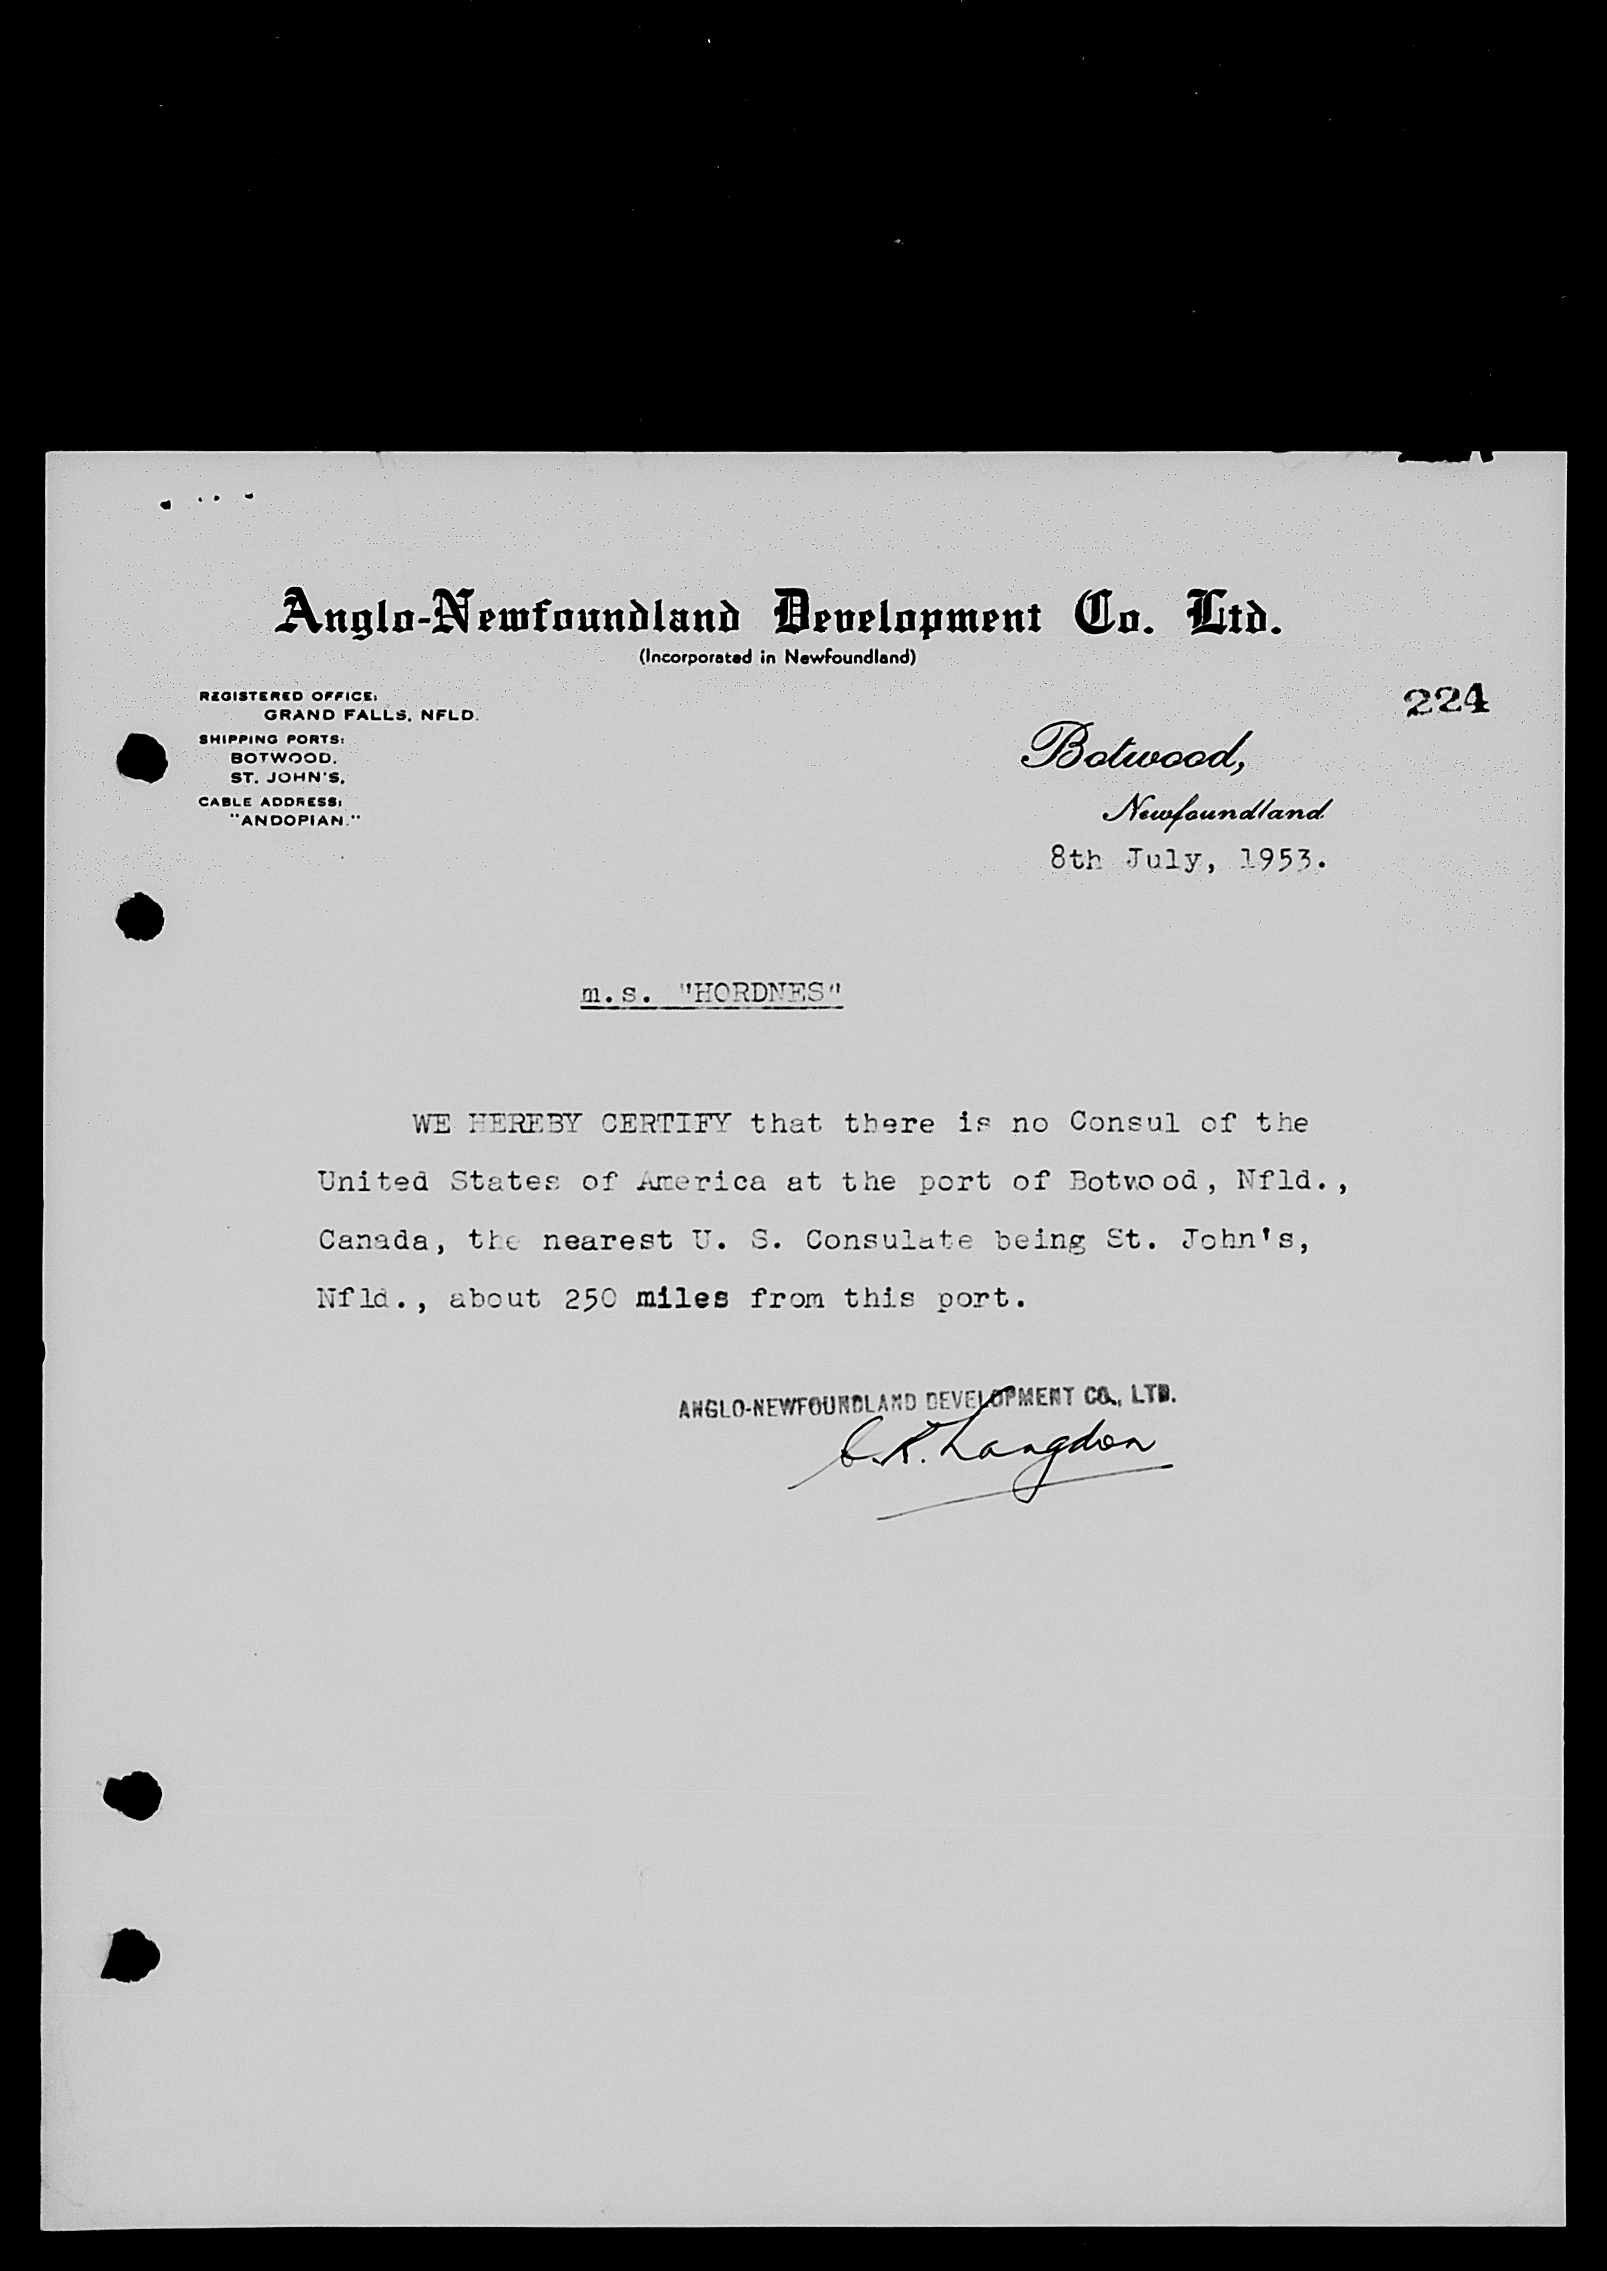 Anglo-Newfoundland Development Co. Ltd.
(Incorporated in Newfoundland)
REGISTERED OFFICE:
GRAND FALLS, NFLD.
SHIPPING PORTS:
BOTWOOD,
ST. JOHN'S,
CABLE ADDRESS:
"ANDOPIAN."
224
Botwood,
Newfoundland
8th July, 1953.
m.s. "HORDNES"
WE HEREBY CERTIFY that there is no Consul of the
United States of America at the port of Botwood, Nfld.,
Canada, the nearest U. S. Consulate being St. John's,
Nfld., about 250 miles from this port.
ANGLO-NEWFOUNDLAND DEVELOPMENT CO., LTD.
C.R. Langdon